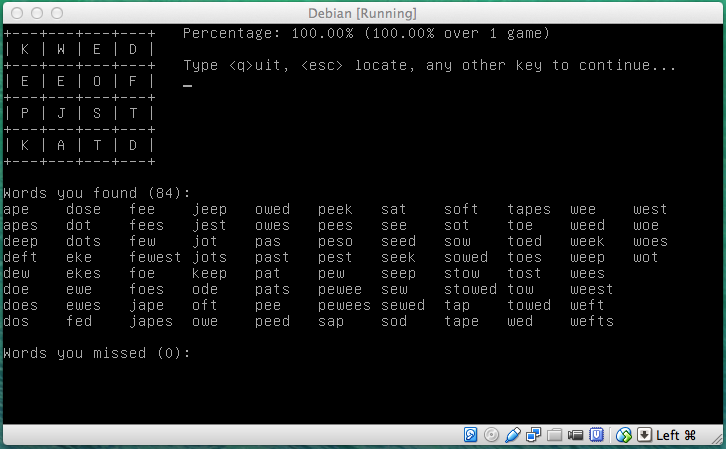 Debian [Running]
+---+---+---+---+ Percentage: 100.00% (100.00% over 1 game)
| K | W | E | D |
+---+---+---+---+ Type <q>uit, <esc> locate, any other key to continue...
| E | E | O | F | _
+---+---+---+---+
| P | J | S | T |
+---+---+---+---+
| K | A | T | D |
+---+---+---+---+
Words you found (84):
ape dose fee jeep owed peek sat soft tapes wee west
apes dot fees jest owes pees see sot toe weed woe
deep dots few jot pas peso seed sow toed week woes
deft eke fewest jots past pest seek sowed toes weep wot
dew ekes foe keep pat pew seep stow tost wees
doe ewe foes ode pats pewee sew stowed tow weest
does ewes jape oft pee pewees sewed tap towed weft
dos fed japes owe peed sap sod tape wed wefts
Words you missed (0):
Left ⌘